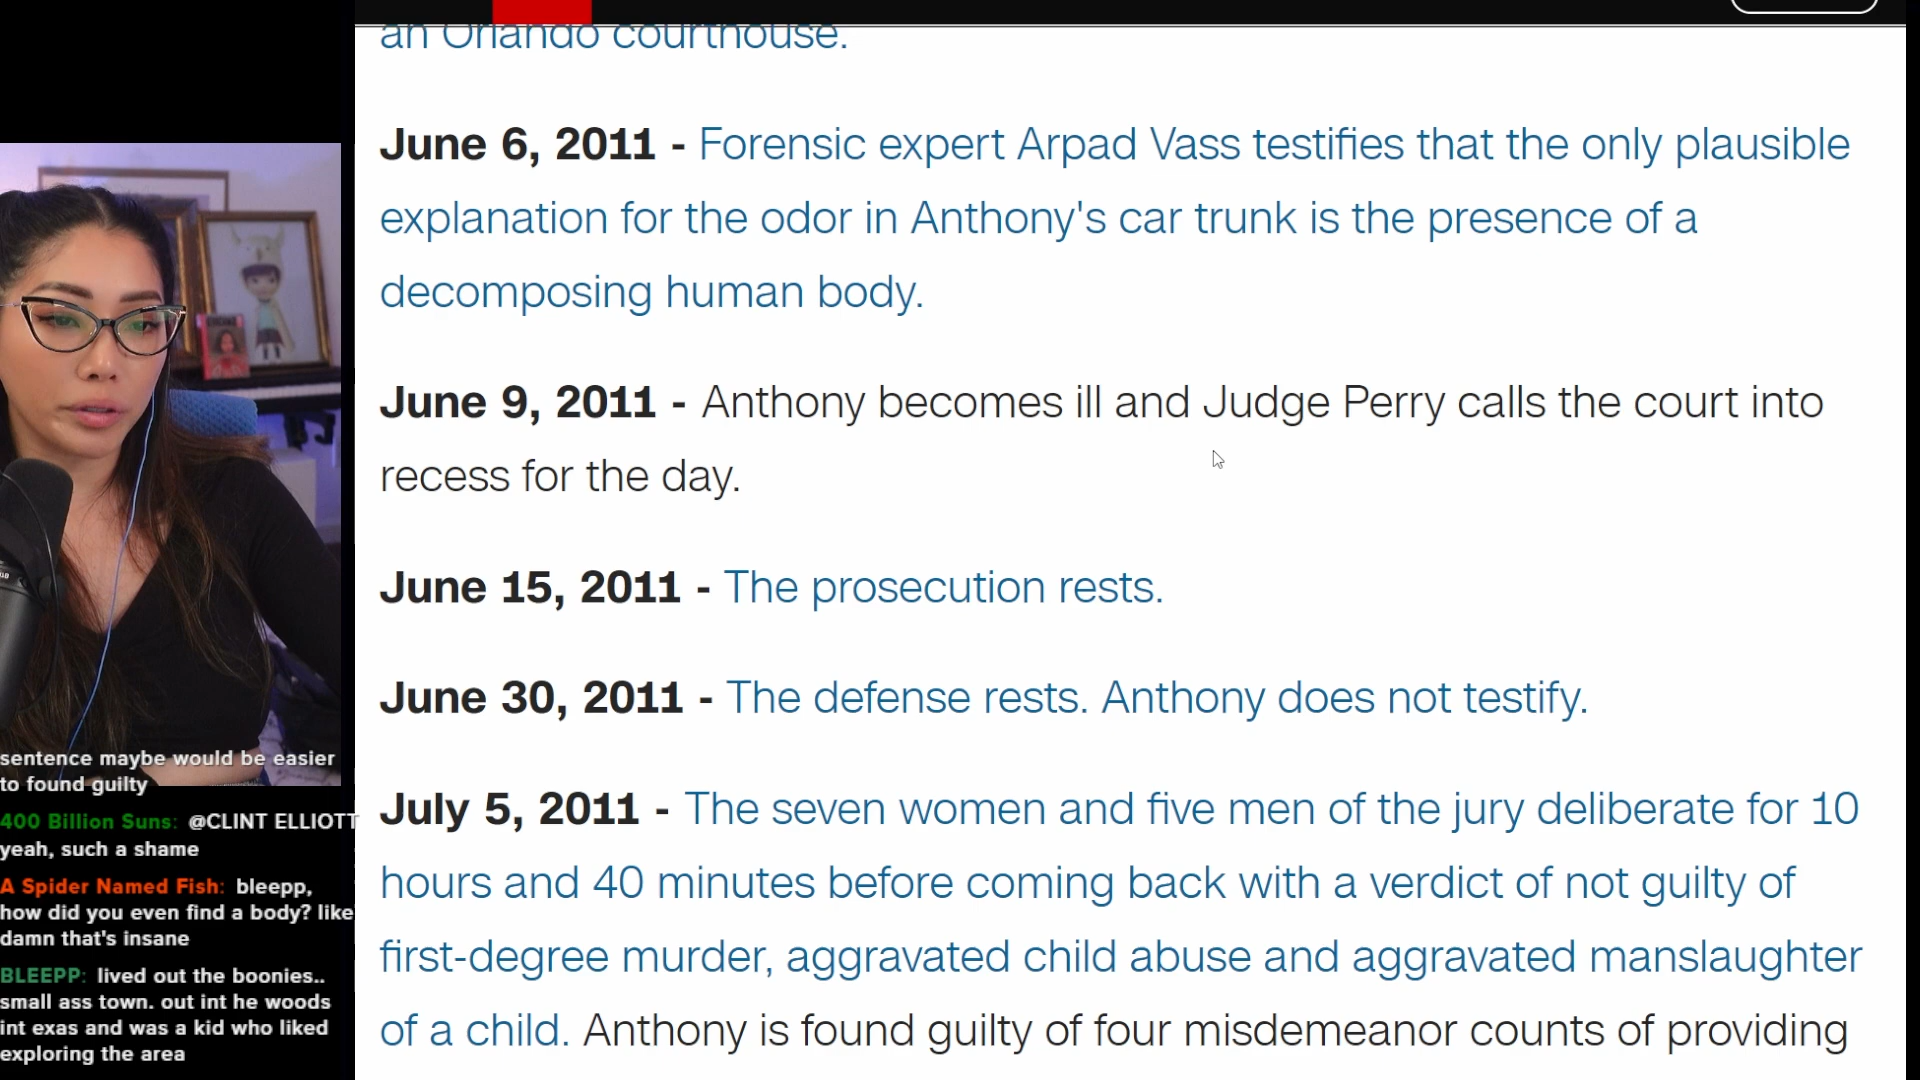 an Orlando courthouse.
June 6, 2011 - Forensic expert Arpad Vass testifies that the only plausible
explanation for the odor in Anthony's car trunk is the presence of a
decomposing human body.
June 9, 2011 - Anthony becomes ill and Judge Perry calls the court into
recess for the day.
June 15, 2011 - The prosecution rests.
June 30, 2011 - The defense rests. Anthony does not testify.
July 5, 2011 - The seven women and five men of the jury deliberate for 10
hours and 40 minutes before coming back with a verdict of not guilty of
first-degree murder, aggravated child abuse and aggravated manslaughter
of a child. Anthony is found guilty of four misdemeanor counts of providing
sentence maybe would be easier
to found guilty
400 Billion Suns: @CLINT ELLIOTT
yeah, such a shame
A Spider Named Fish: bleepp,
how did you even find a body? like
damn that's insane
BLEEPP: lived out the boonies..
small ass town. out int he woods
int exas and was a kid who liked
exploring the area